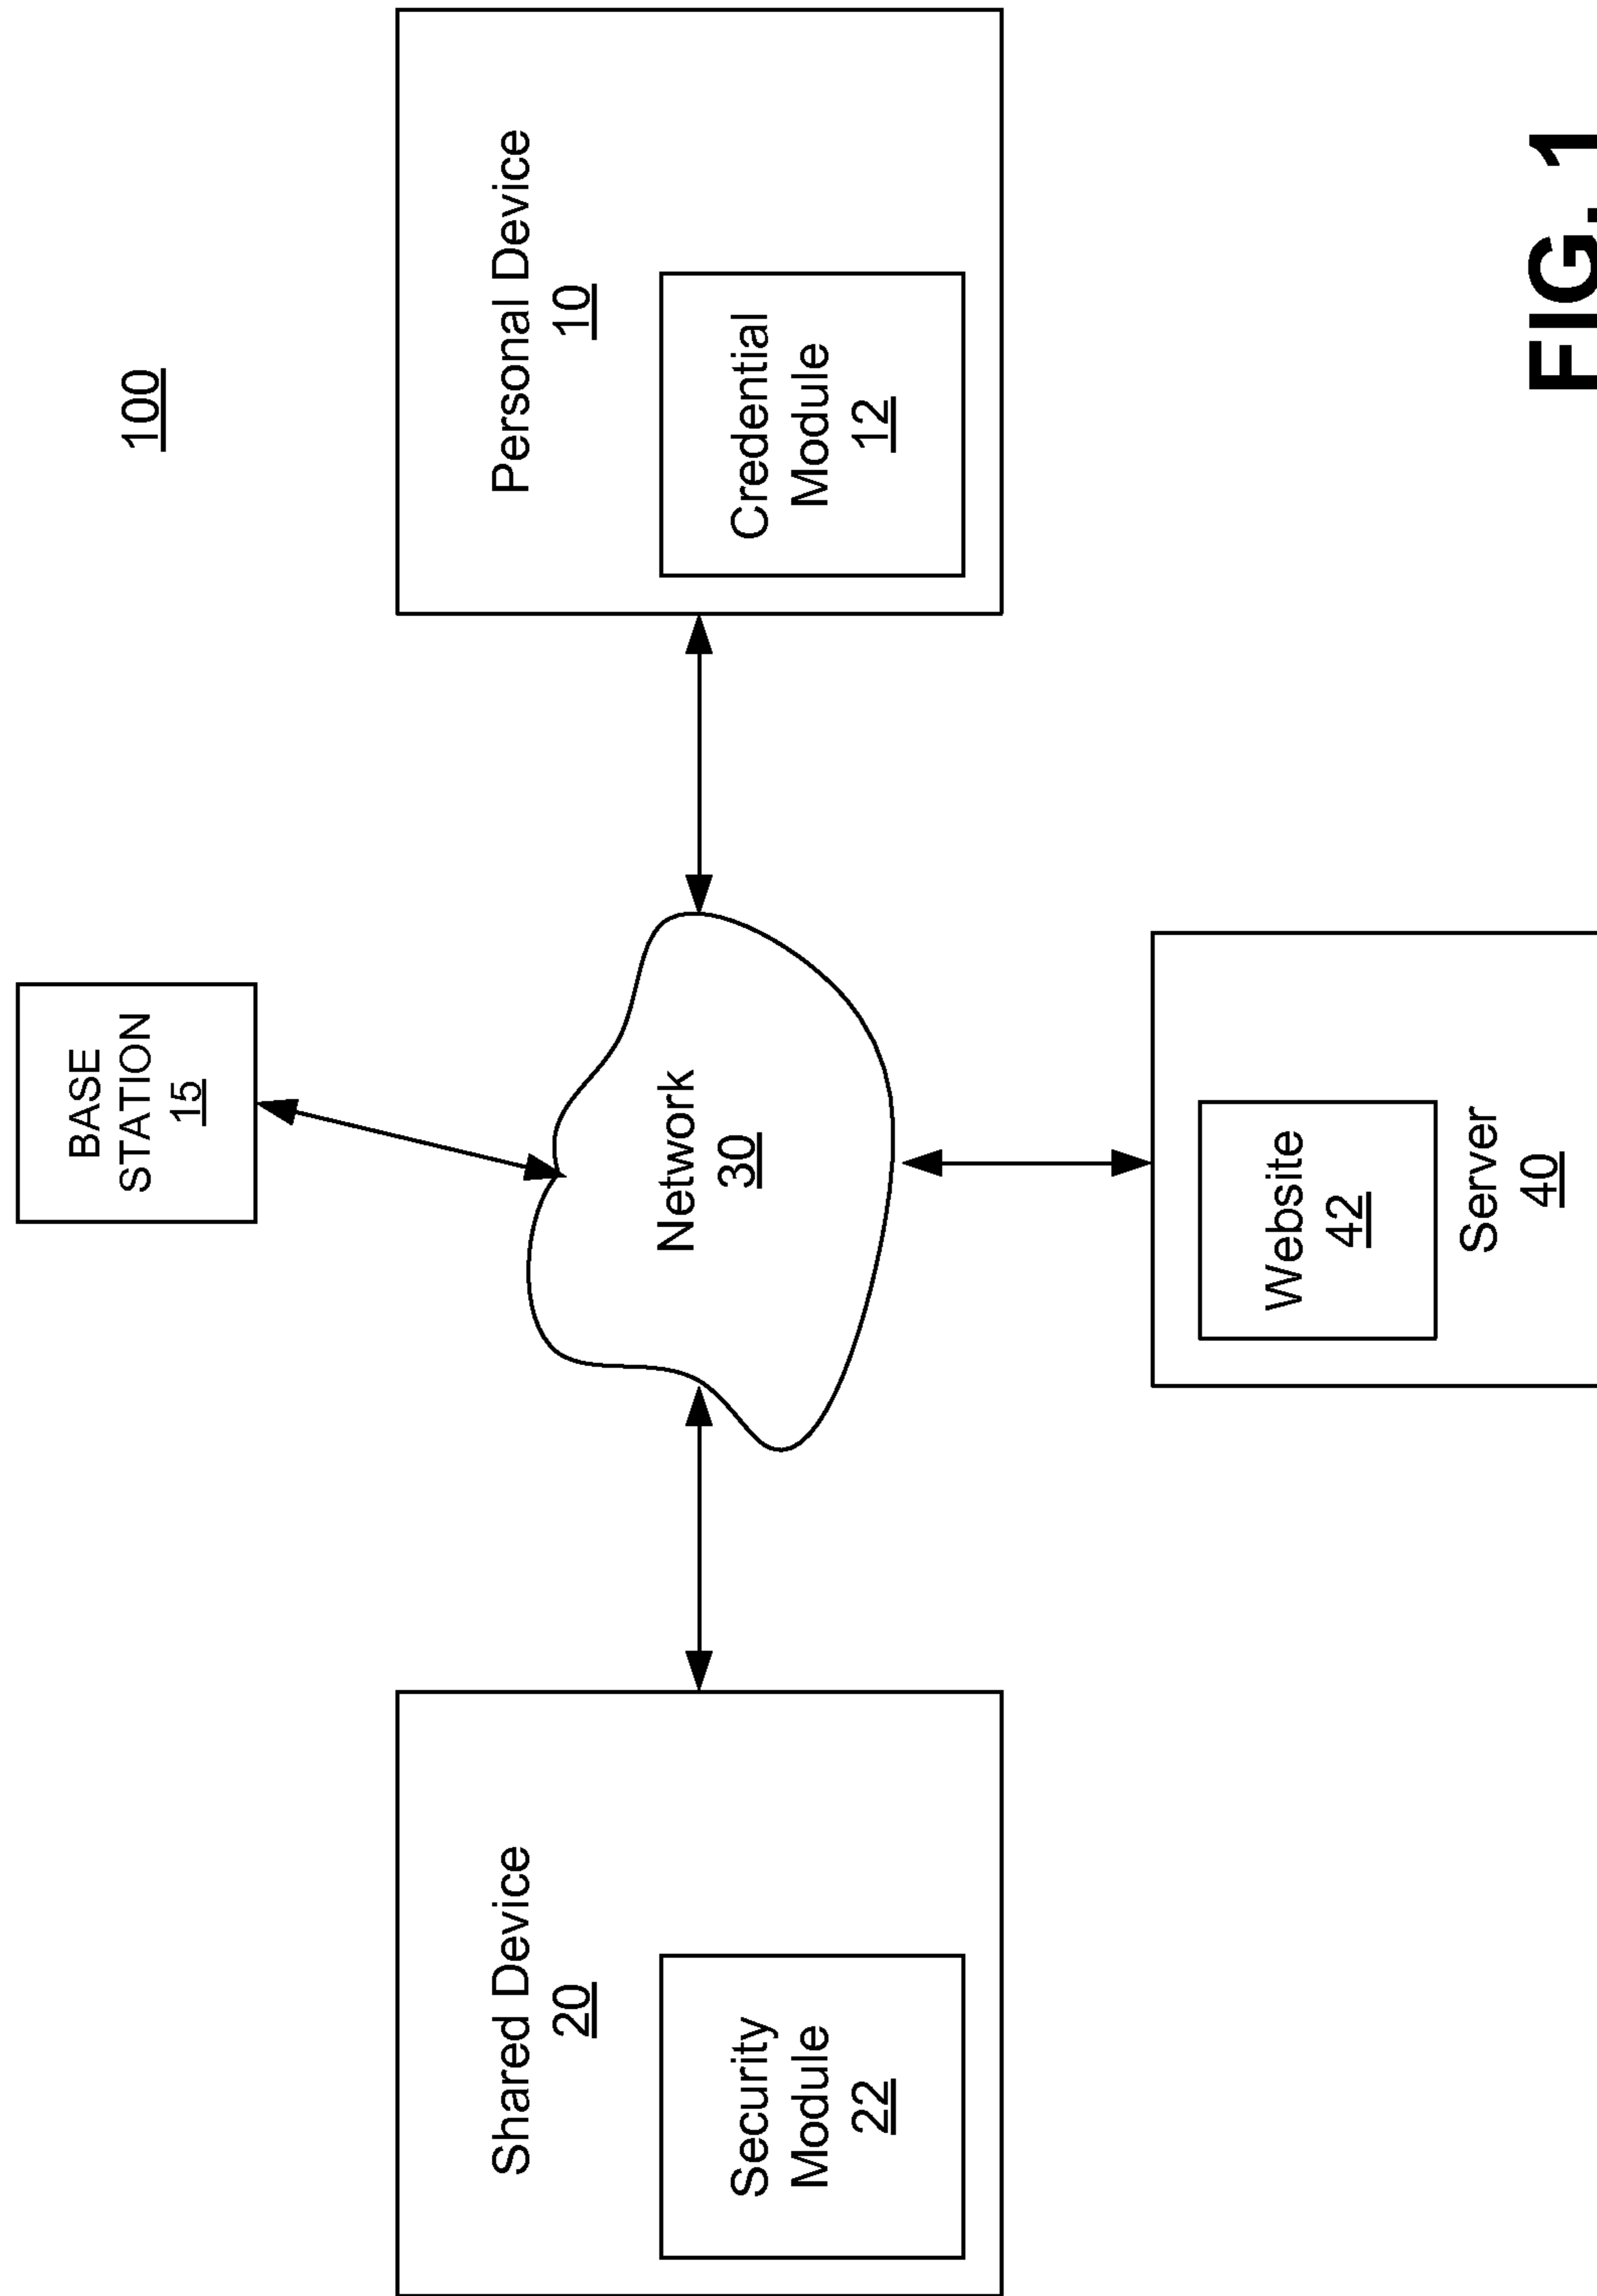 100
BASE
STATION
15
Shared Device
20
Security
Module
22
Network
30
Personal Device
10
Credential
Module
12
Website
42
Server
40
FIG. 1